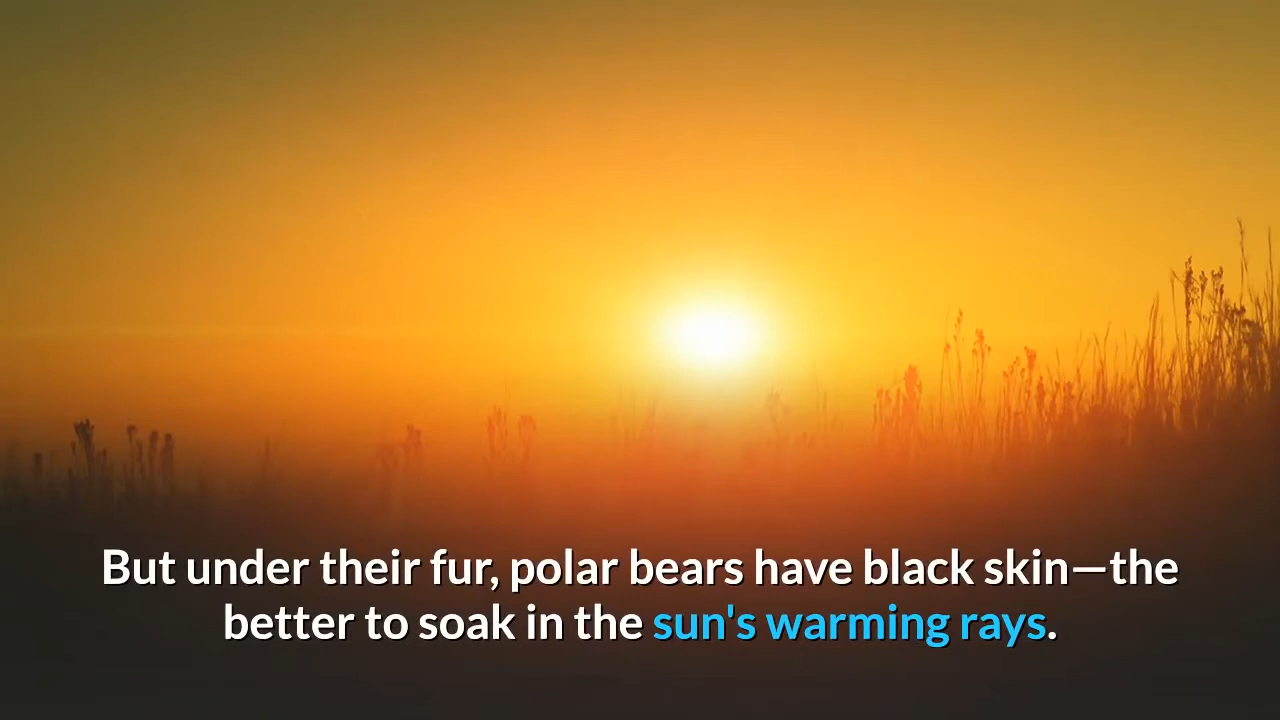 But under their fur, polar bears have black skin—the
better to soak in the sun's warming rays.